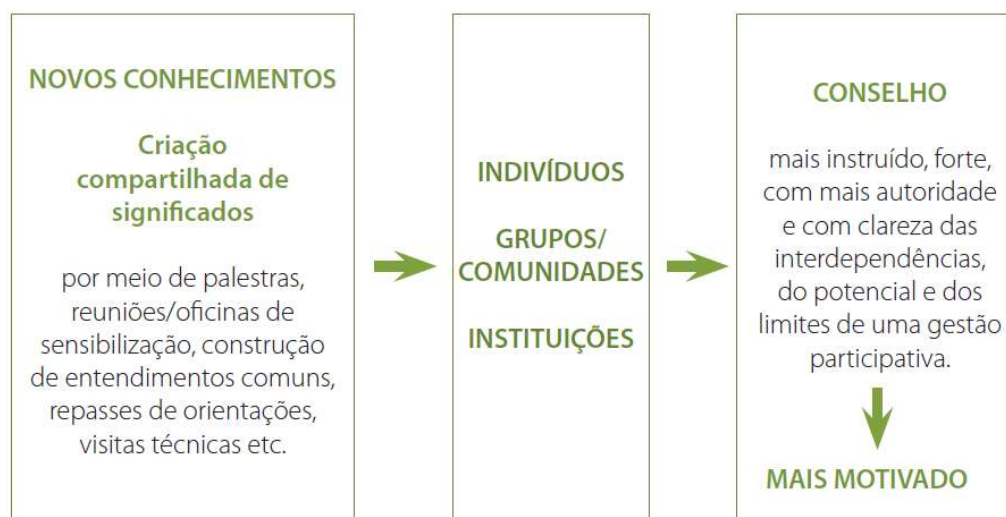 NOVOS CONHECIMENTOS
Criação
compartilhada de
significados
por meio de palestras,
reuniões/oficinas de
sensibilização, construção
de entendimentos comuns,
repasses de orientações,
visitas técnicas etc.
INDIVÍDUOS
GRUPOS/
COMUNIDADES
INSTITUIÇÕES
CONSELHO
mais instruído, forte,
com mais autoridade
e com clareza das
interdependências,
do potencial e dos
limites de uma gestão
participativa.
MAIS MOTIVADO